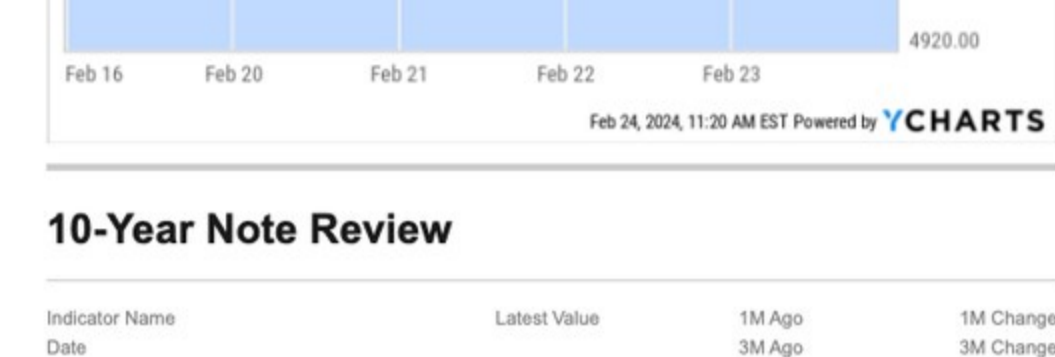 4920.00
Feb 16 Feb 20 Feb 21 Feb 22 Feb 23
Feb 24, 2024, 11:20 AM EST Powered by YCHARTS
10-Year Note Review
Indicator Name Latest Value 1M Ago 1M Change
Date 3M Ago 3M Change